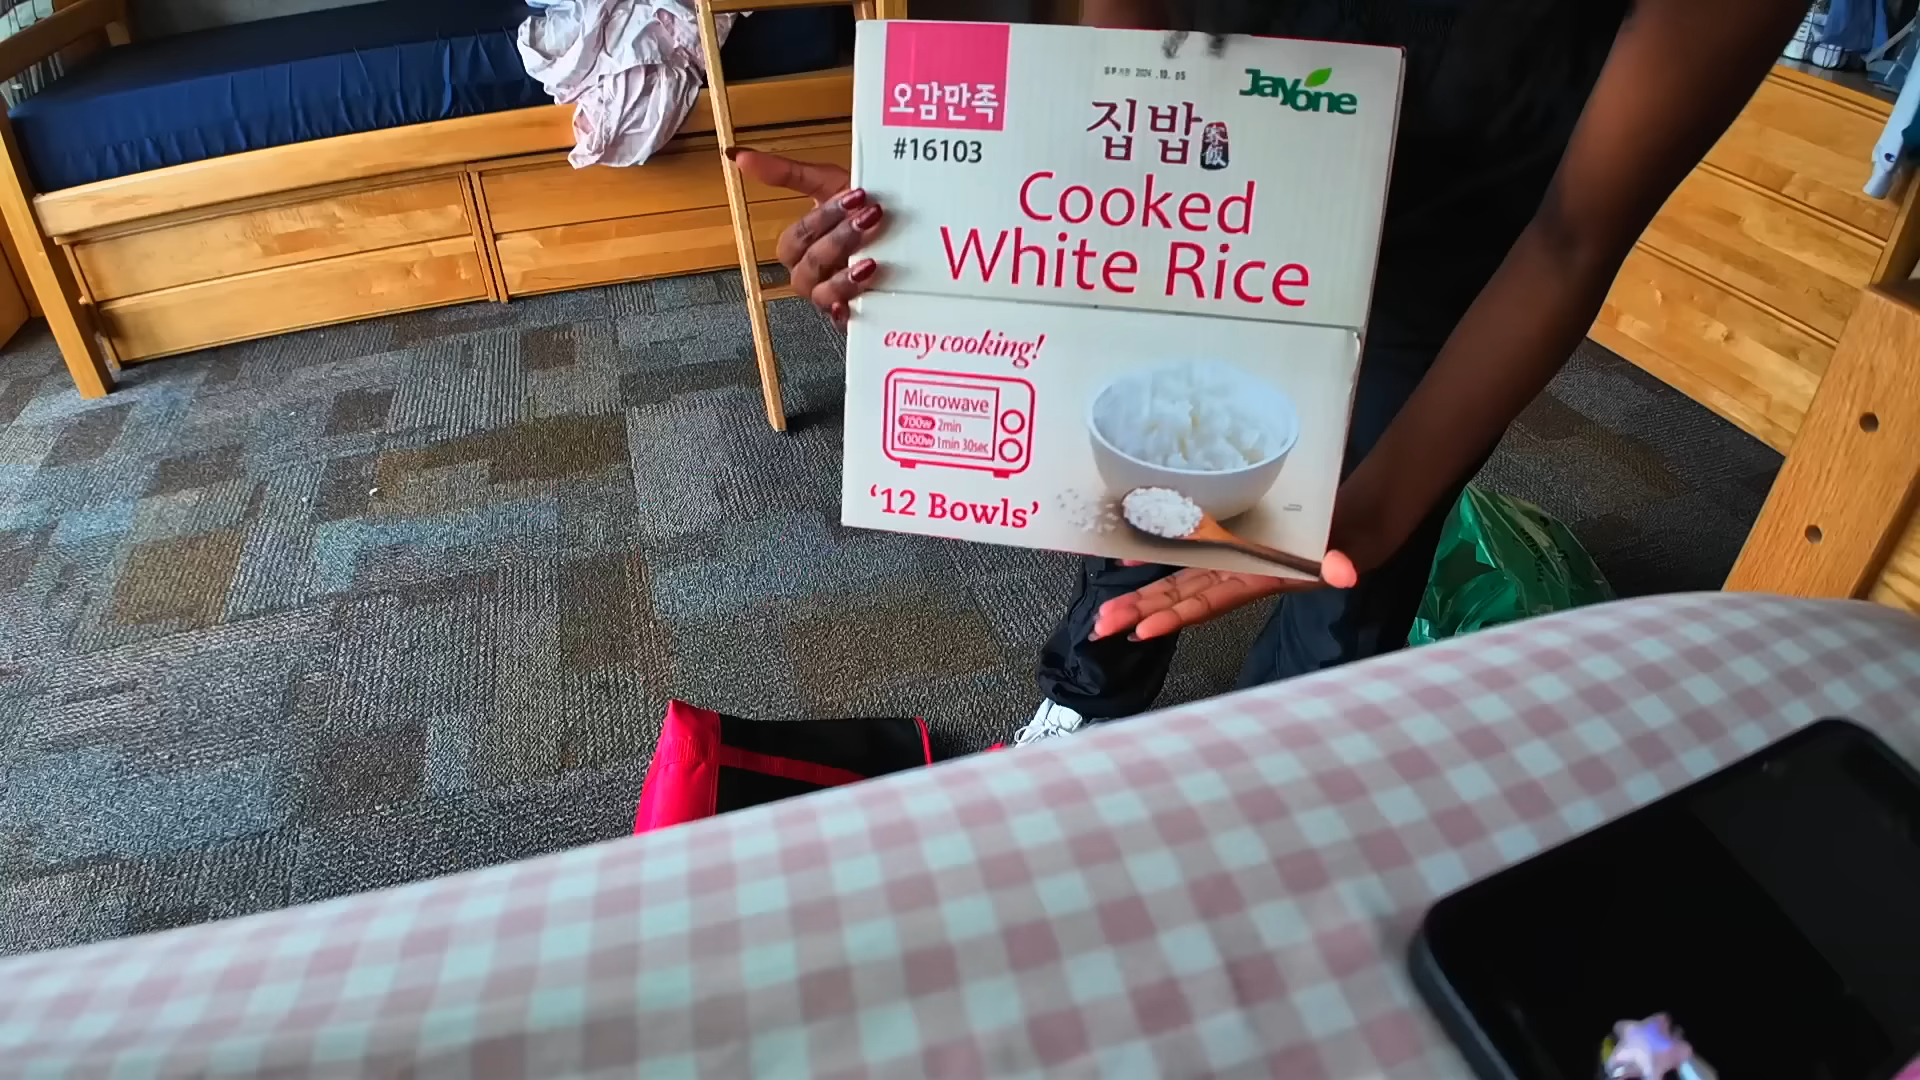 오감만족
#16103
Jayone
집밥
Cooked
White Rice
easy cooking!
Microwave
700w 2min
1000w 1min 30sec
'12 Bowls'